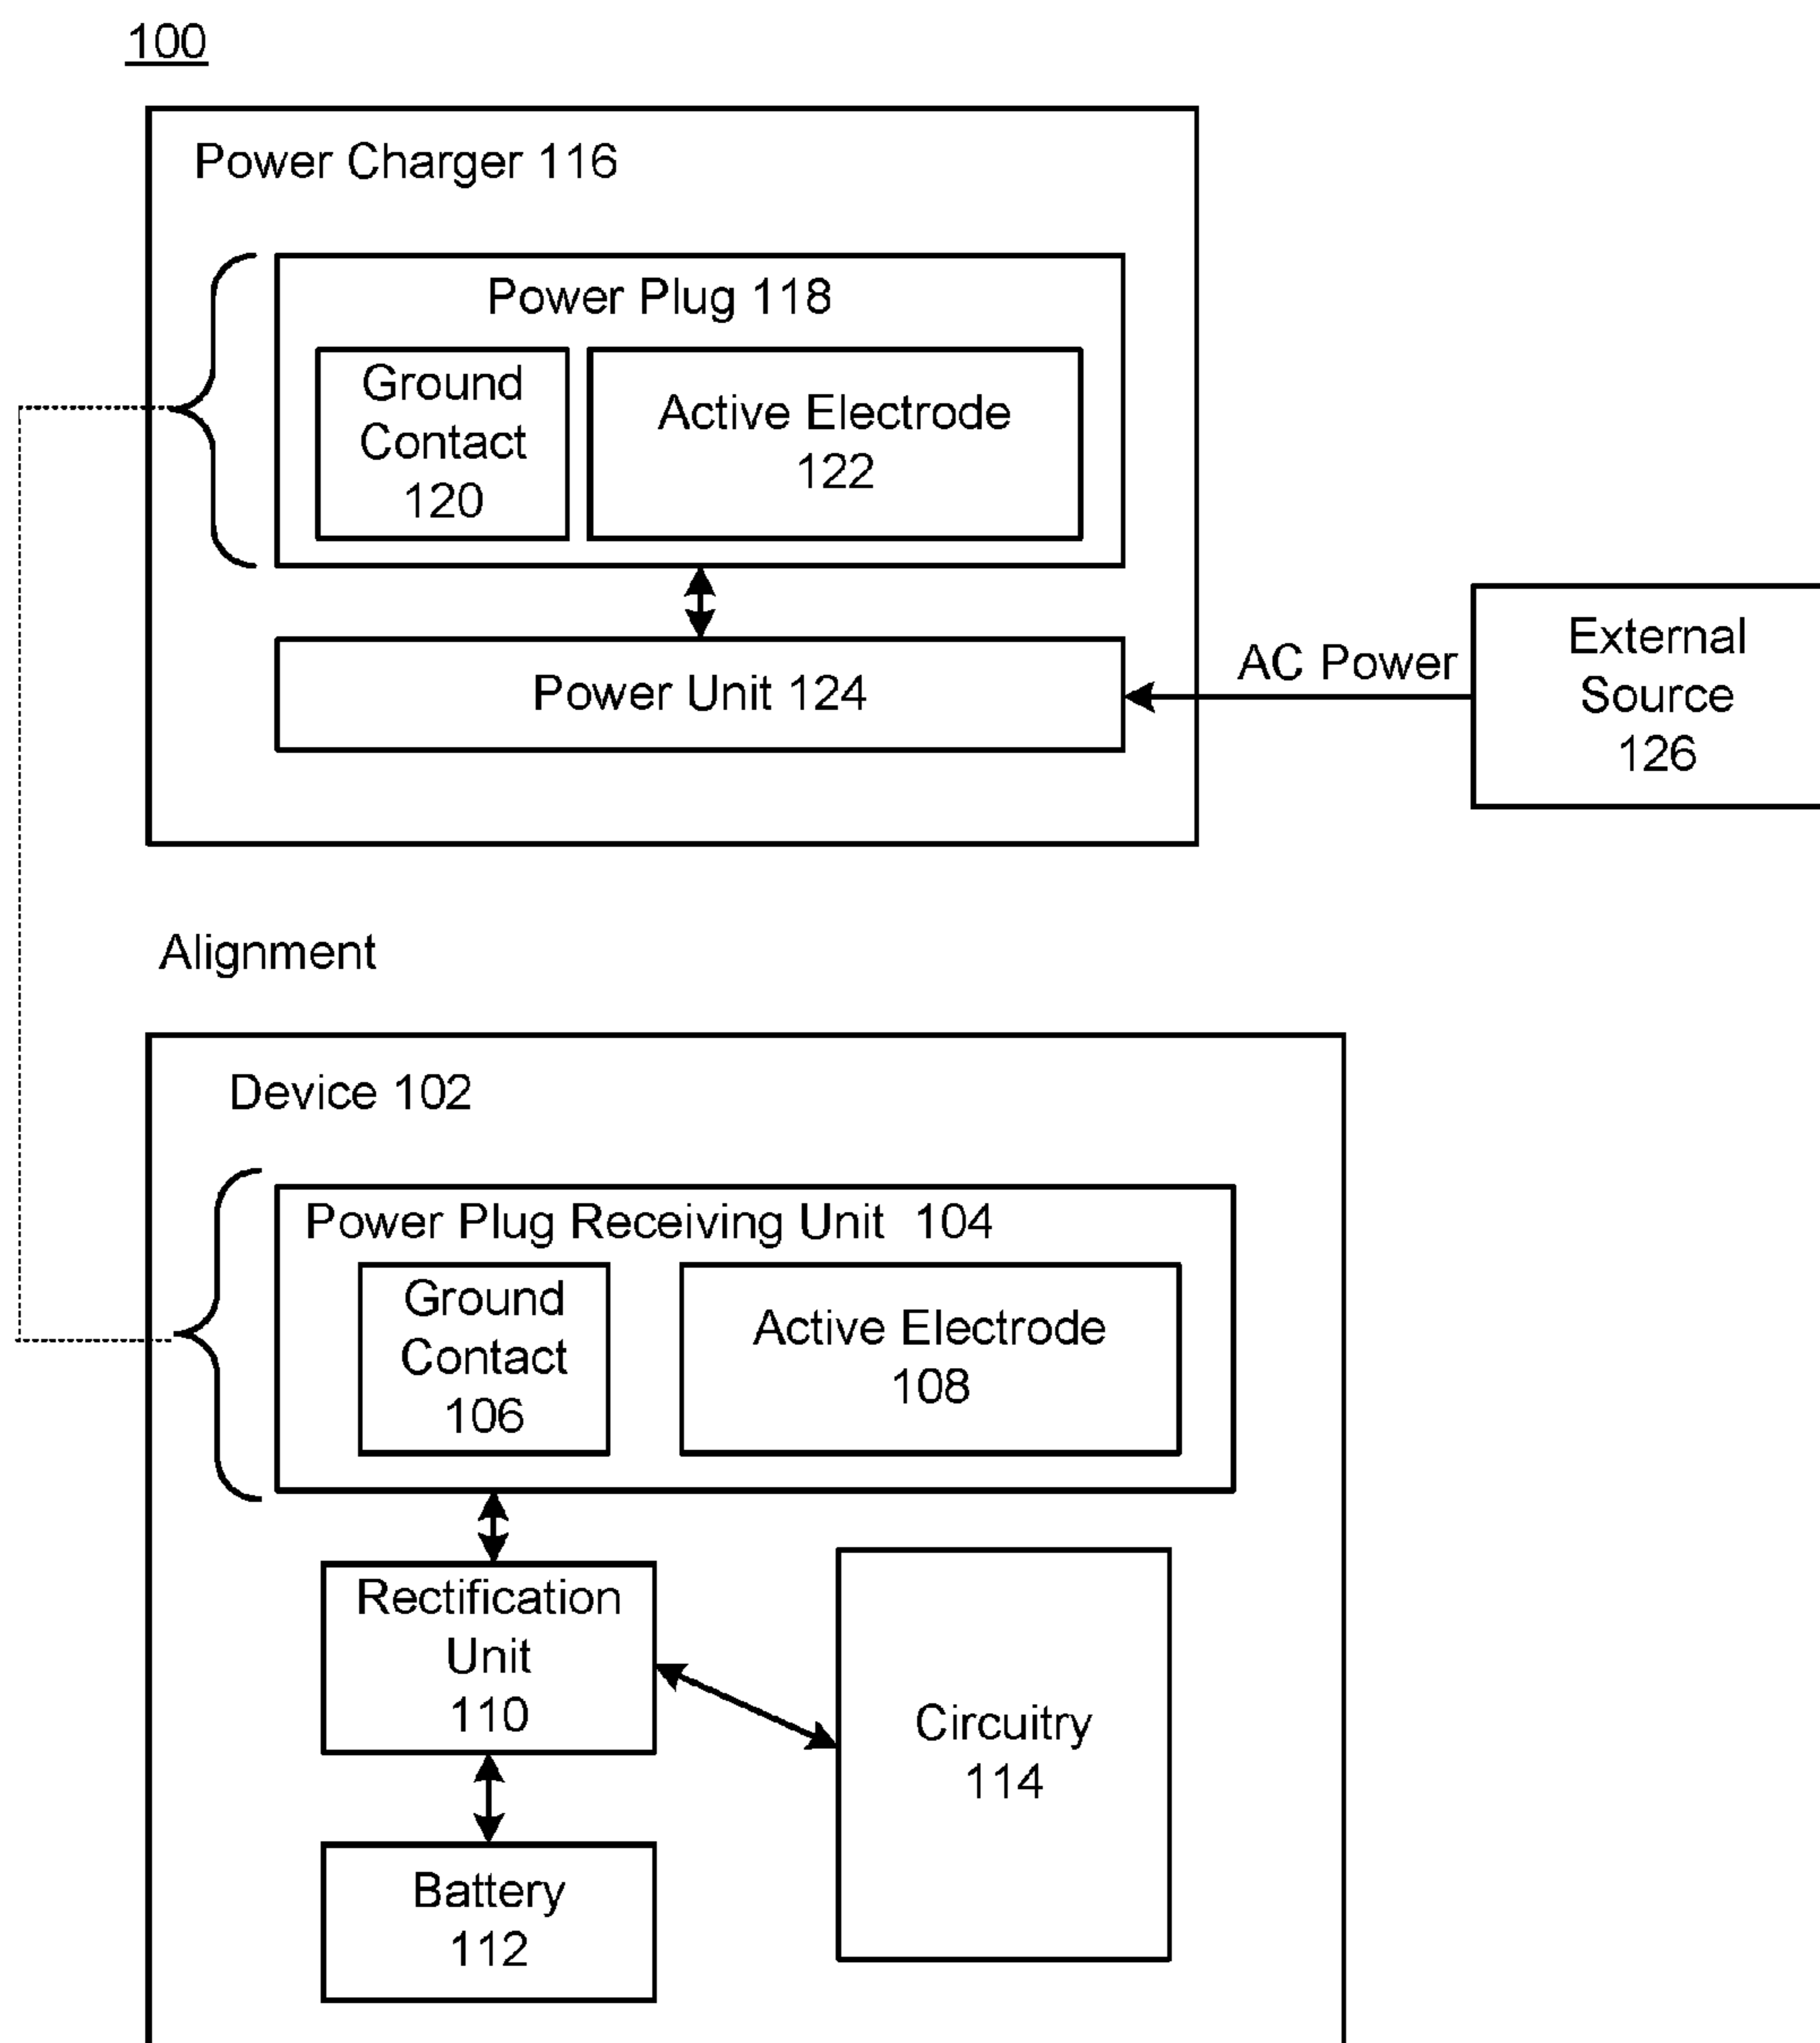 100
Power Charger 116
Power Plug 118
Ground
Contact
120
Active Electrode
122
Power Unit 124
AC Power
External
Source
126
Alignment
Device 102
Power Plug Receiving Unit 104
Ground
Contact
106
Active Electrode
108
Rectification
Unit
110
Circuitry
114
Battery
112